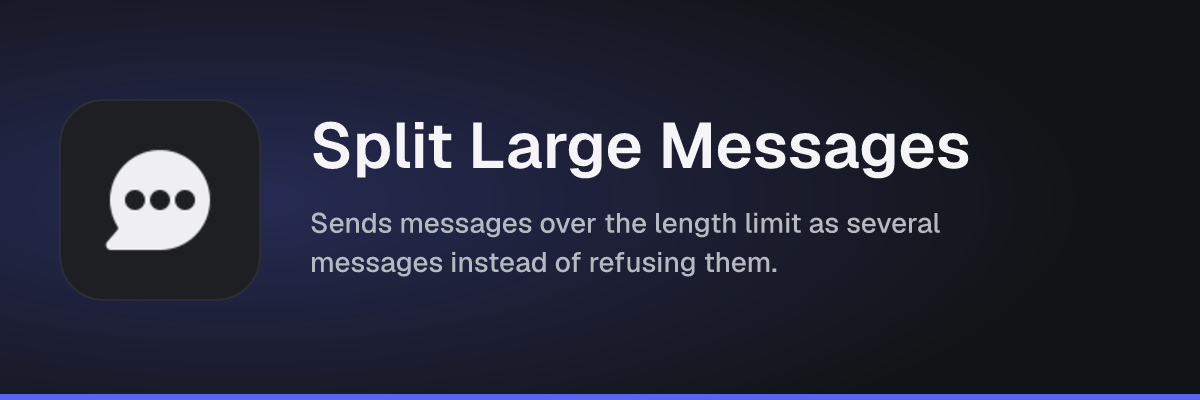 Split Large Messages
Sends messages over the length limit as several
messages instead of refusing them.